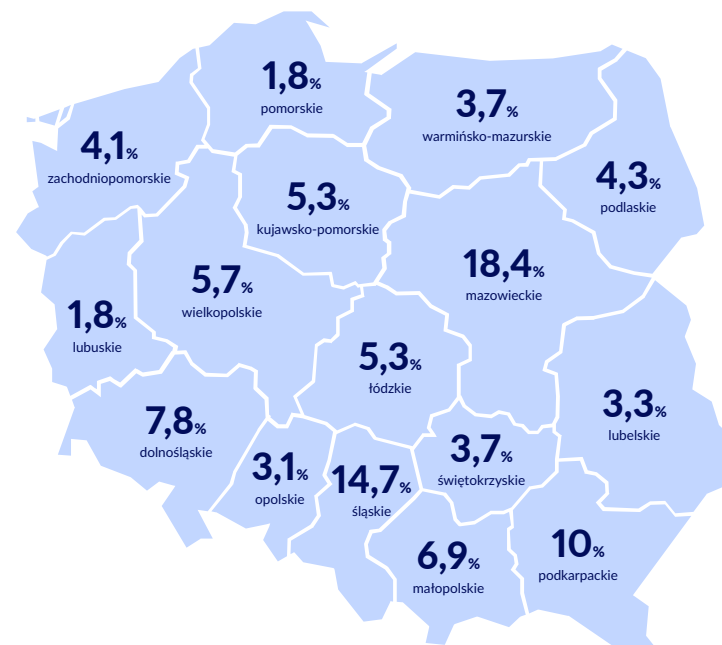 1,8%
pomorskie
3,7%
warmińsko-mazurskie
4,1%
zachodniopomorskie
4,3%
podlaskie
5,3%
kujawsko-pomorskie
18,4%
mazowieckie
5,7%
wielkopolskie
1,8%
lubuskie
5,3%
łódzkie
3,3%
lubelskie
7,8%
dolnośląskie
3,7%
świętokrzyskie
3,1%
opolskie
14,7%
śląskie
10%
podkarpackie
6,9%
małopolskie